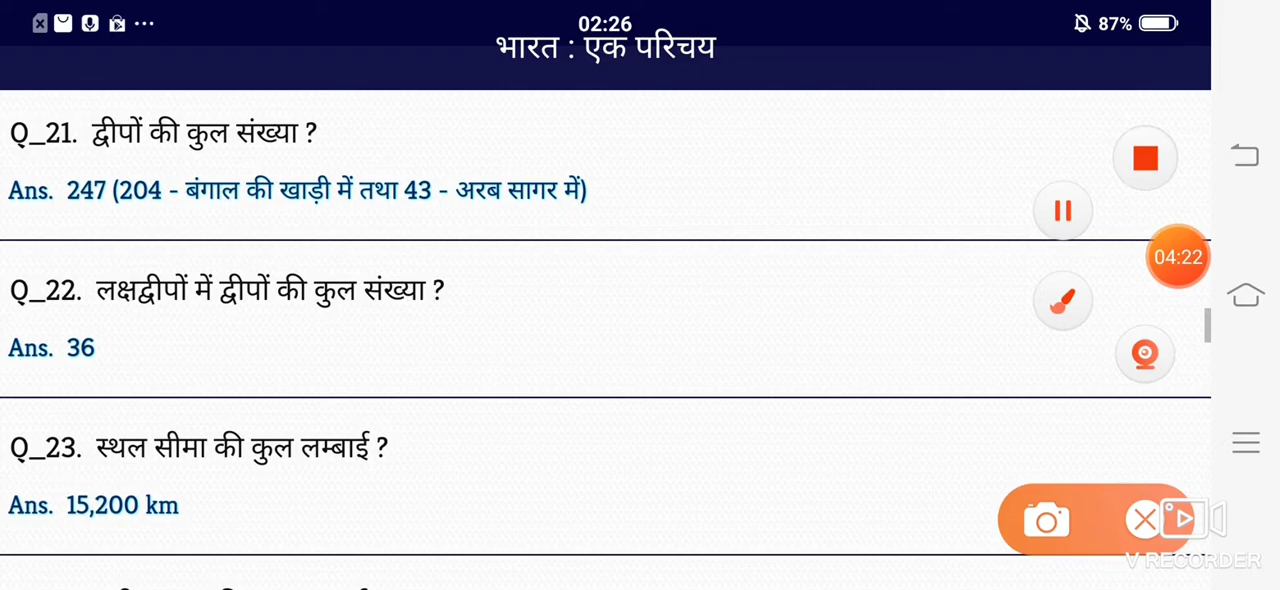 02:26
87%
भारत : एक परिचय
Q_21. द्वीपों की कुल संख्या ?
Ans. 247 (204 - बंगाल की खाड़ी में तथा 43 - अरब सागर में)
04:22
Q_22. लक्षद्वीपों में द्वीपों की कुल संख्या ?
Ans. 36
Q_23. स्थल सीमा की कुल लम्बाई ?
Ans. 15,200 km
V RECORDER